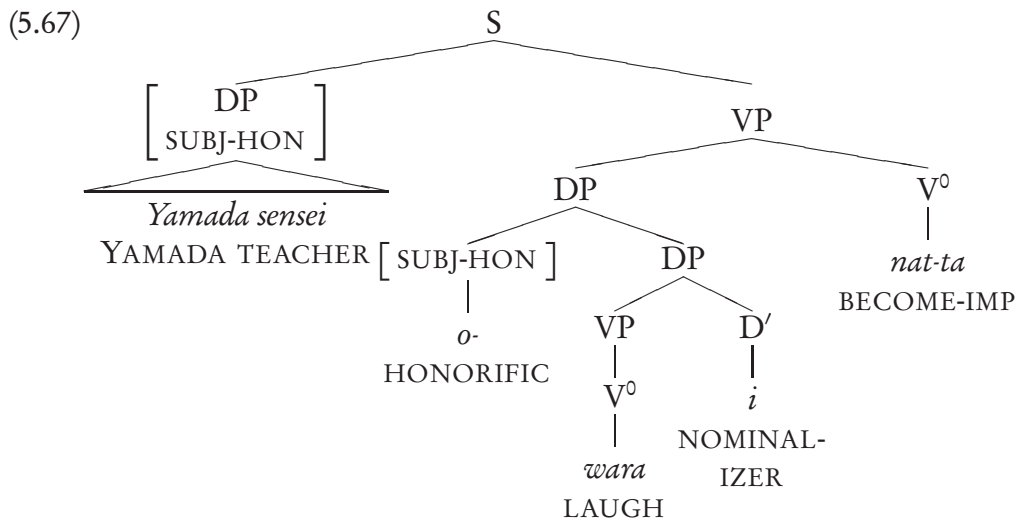 (5.67)
S
DP
SUBJ-HON
VP
DP
V⁰
Yamada sensei
YAMADA TEACHER
[ SUBJ-HON ]
DP
nat-ta
BECOME-IMP
o-
HONORIFIC
VP
D′
V⁰
i
NOMINAL-
IZER
wara
LAUGH